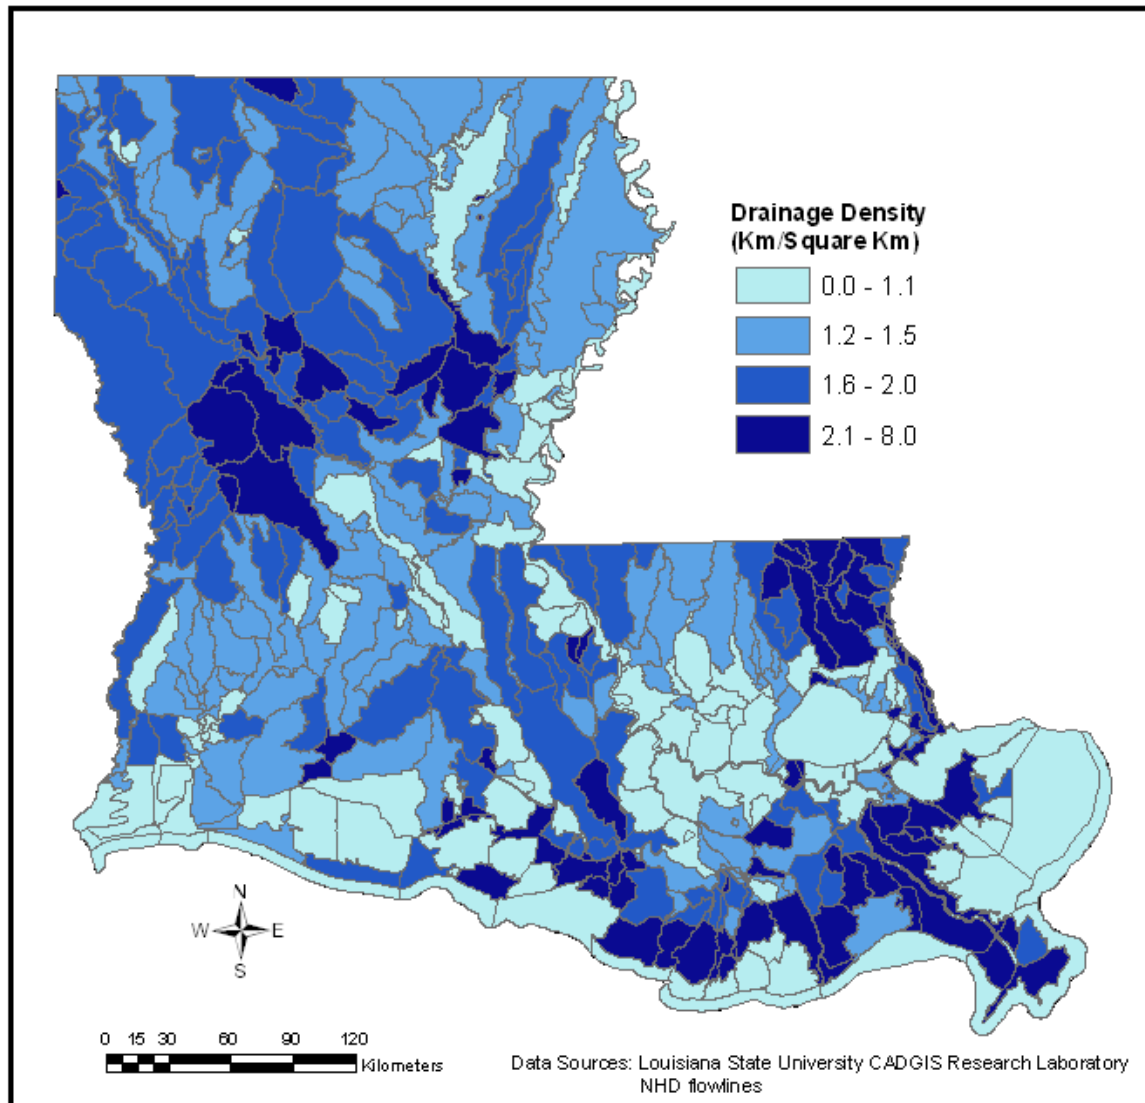 Drainage Density
(Km/Square Km)
0.0 - 1.1
1.2 - 1.5
1.6 - 2.0
2.1 - 8.0
N
W E
S
0 15 30 60 90 120
Kilometers
Data Sources: Louisiana State University CADGIS Research Laboratory
NHD flowlines